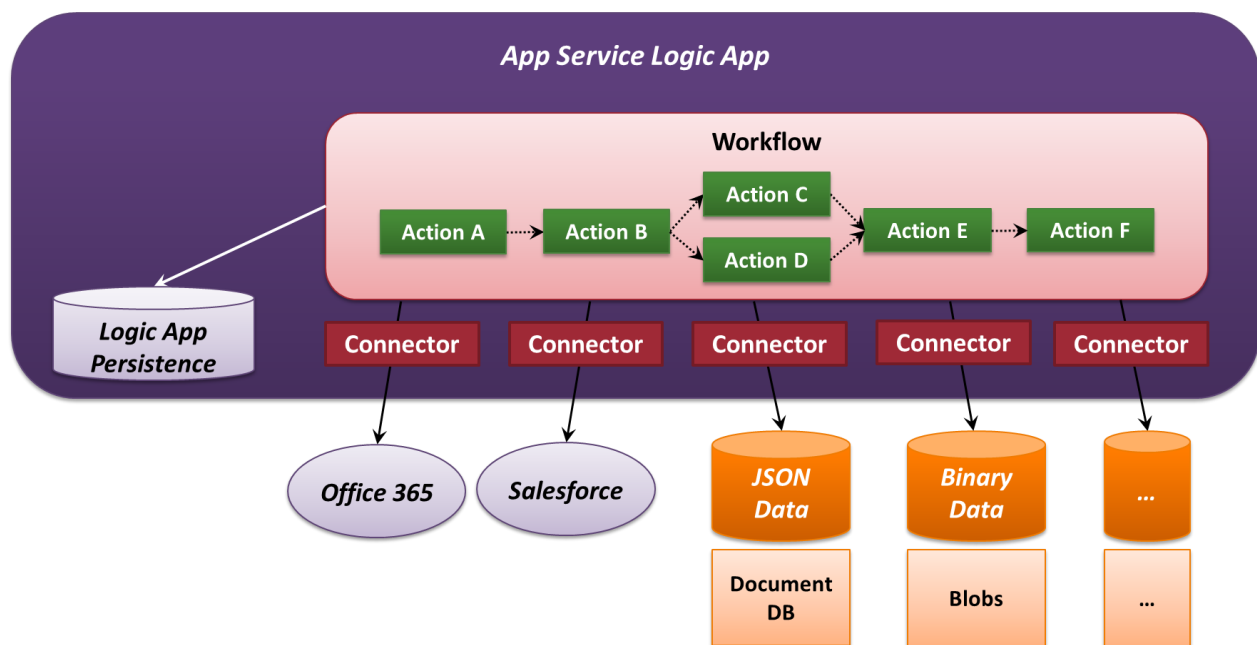 App Service Logic App
Workflow
Action A
Action B
Action C
Action D
Action E
Action F
Logic App
Persistence
Connector
Connector
Connector
Connector
Connector
Office 365
Salesforce
JSON
Data
Binary
Data
...
Document
DB
Blobs
...